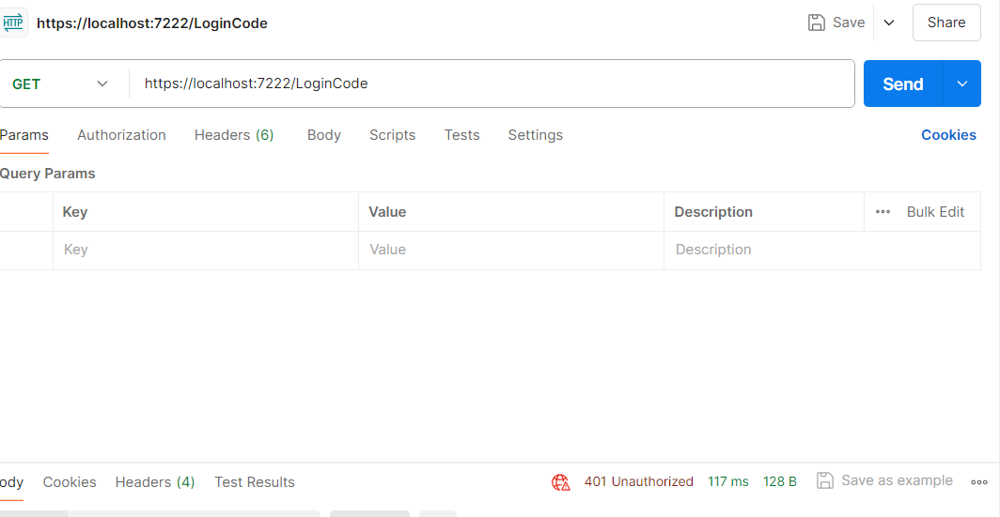 HTTP https://localhost:7222/LoginCode Save Share
GET https://localhost:7222/LoginCode Send
Params Authorization Headers (6) Body Scripts Tests Settings Cookies
Query Params
Key Value Description Bulk Edit
Key Value Description
ody Cookies Headers (4) Test Results 401 Unauthorized 117 ms 128 B Save as example